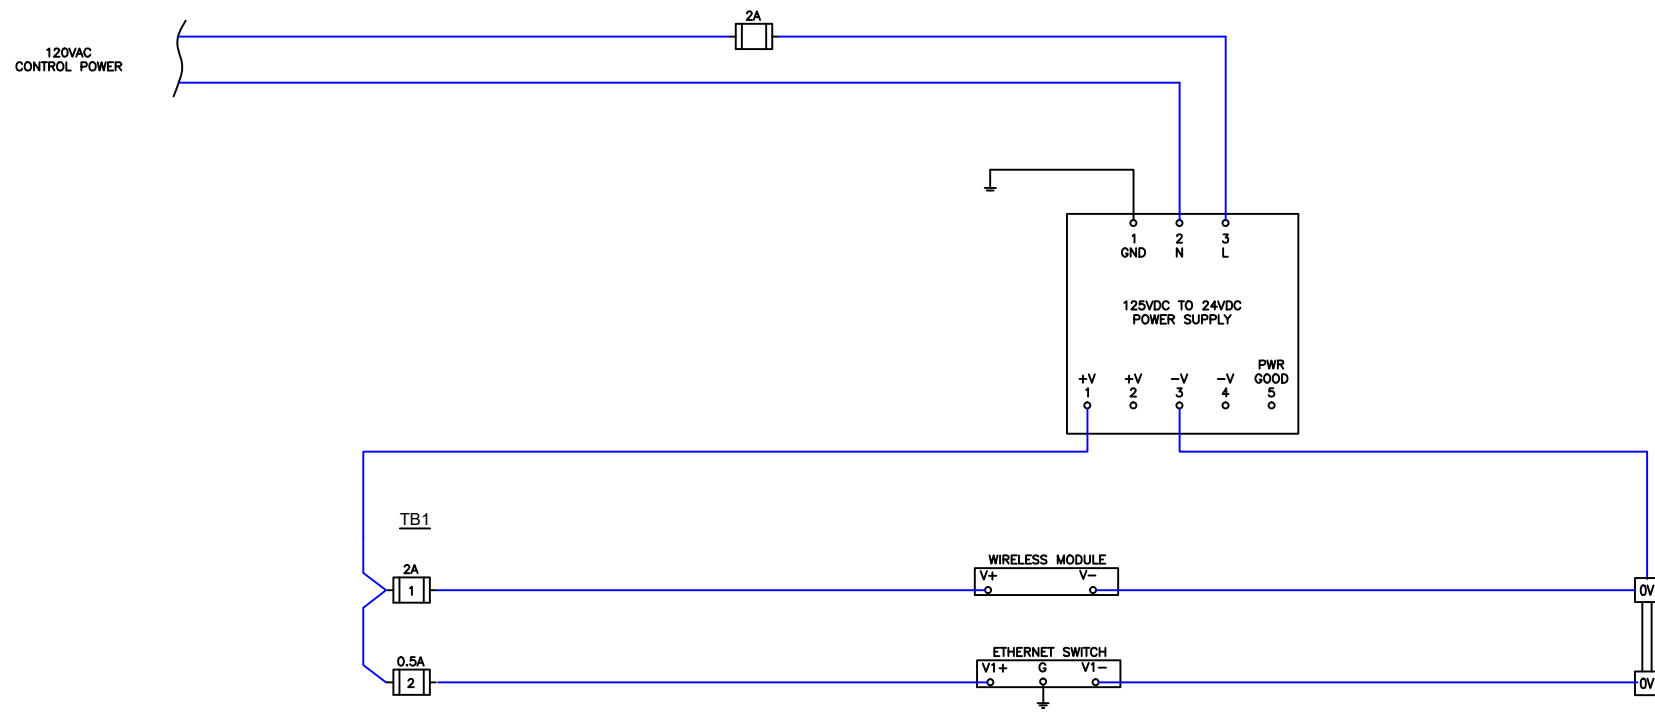 2A
120VAC
CONTROL POWER
1 2 3
GND N L
125VDC TO 24VDC
POWER SUPPLY
PWR
+V +V -V -V GOOD
1 2 3 4 5
TB1
2A
1
WIRELESS MODULE
V+ V-
0V
0.5A
2
ETHERNET SWITCH
V1+ G V1-
0V